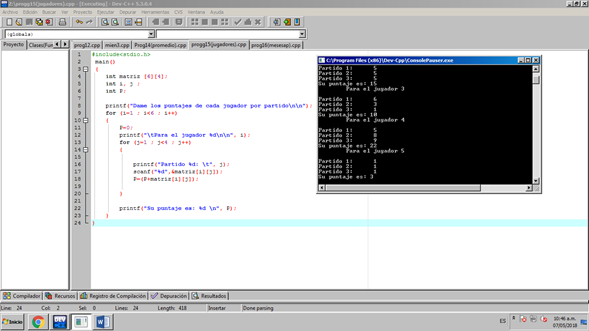 D:\Users\jugadores).cpp - [Executing] - Dev-C++ 5.1.0.4
Archivo Edición Buscar Ver Proyecto Ejecutar Depurar Herramientas CVS Ventana Ayuda
(globals)
Proyecto Clases(Func
prog12.cpp mien3.cpp Prog14(promedio).cpp progg15(jugadores).cpp prog16(mesesap).cpp
1 #include<stdio.h>
2 main()
3 {
4 int matriz [6][4];
5 int i, j ;
6 int P;
7
8 printf("Dame los puntajes de cada jugador por partido\n\n");
9 for (i=1 ; i<6 ; i++)
10 {
11 P=0;
12 printf("\tPara el jugador %d\n\n", i);
13 for (j=1 ; j<4 ; j++)
14 {
15
16 printf("Partido %d: \t", j);
17 scanf("%d",&matriz[i][j]);
18 P=(P+matriz[i][j]);
19
20 }
21
22 printf("Su puntaje es: %d \n", P);
23 }
24 }
C:\Program Files (x86)\Dev-Cpp\ConsolePauser.exe
Partido 1: 5
Partido 2: 5
Partido 3: 5
Su puntaje es: 15
Para el jugador 3
Partido 1: 6
Partido 2: 3
Partido 3: 1
Su puntaje es: 10
Para el jugador 4
Partido 1: 5
Partido 2: 8
Partido 3: 9
Su puntaje es: 22
Para el jugador 5
Partido 1: 1
Partido 2: 1
Partido 3: 1
Su puntaje es: 3
Compilador Recursos Registro de Compilación Depuración Resultados
Line: 24 Col: 2 Sel: 0 Lines: 24 Length: 418 Insertar Done parsing
Inicio
ES
10:46 a.m.
07/05/2018